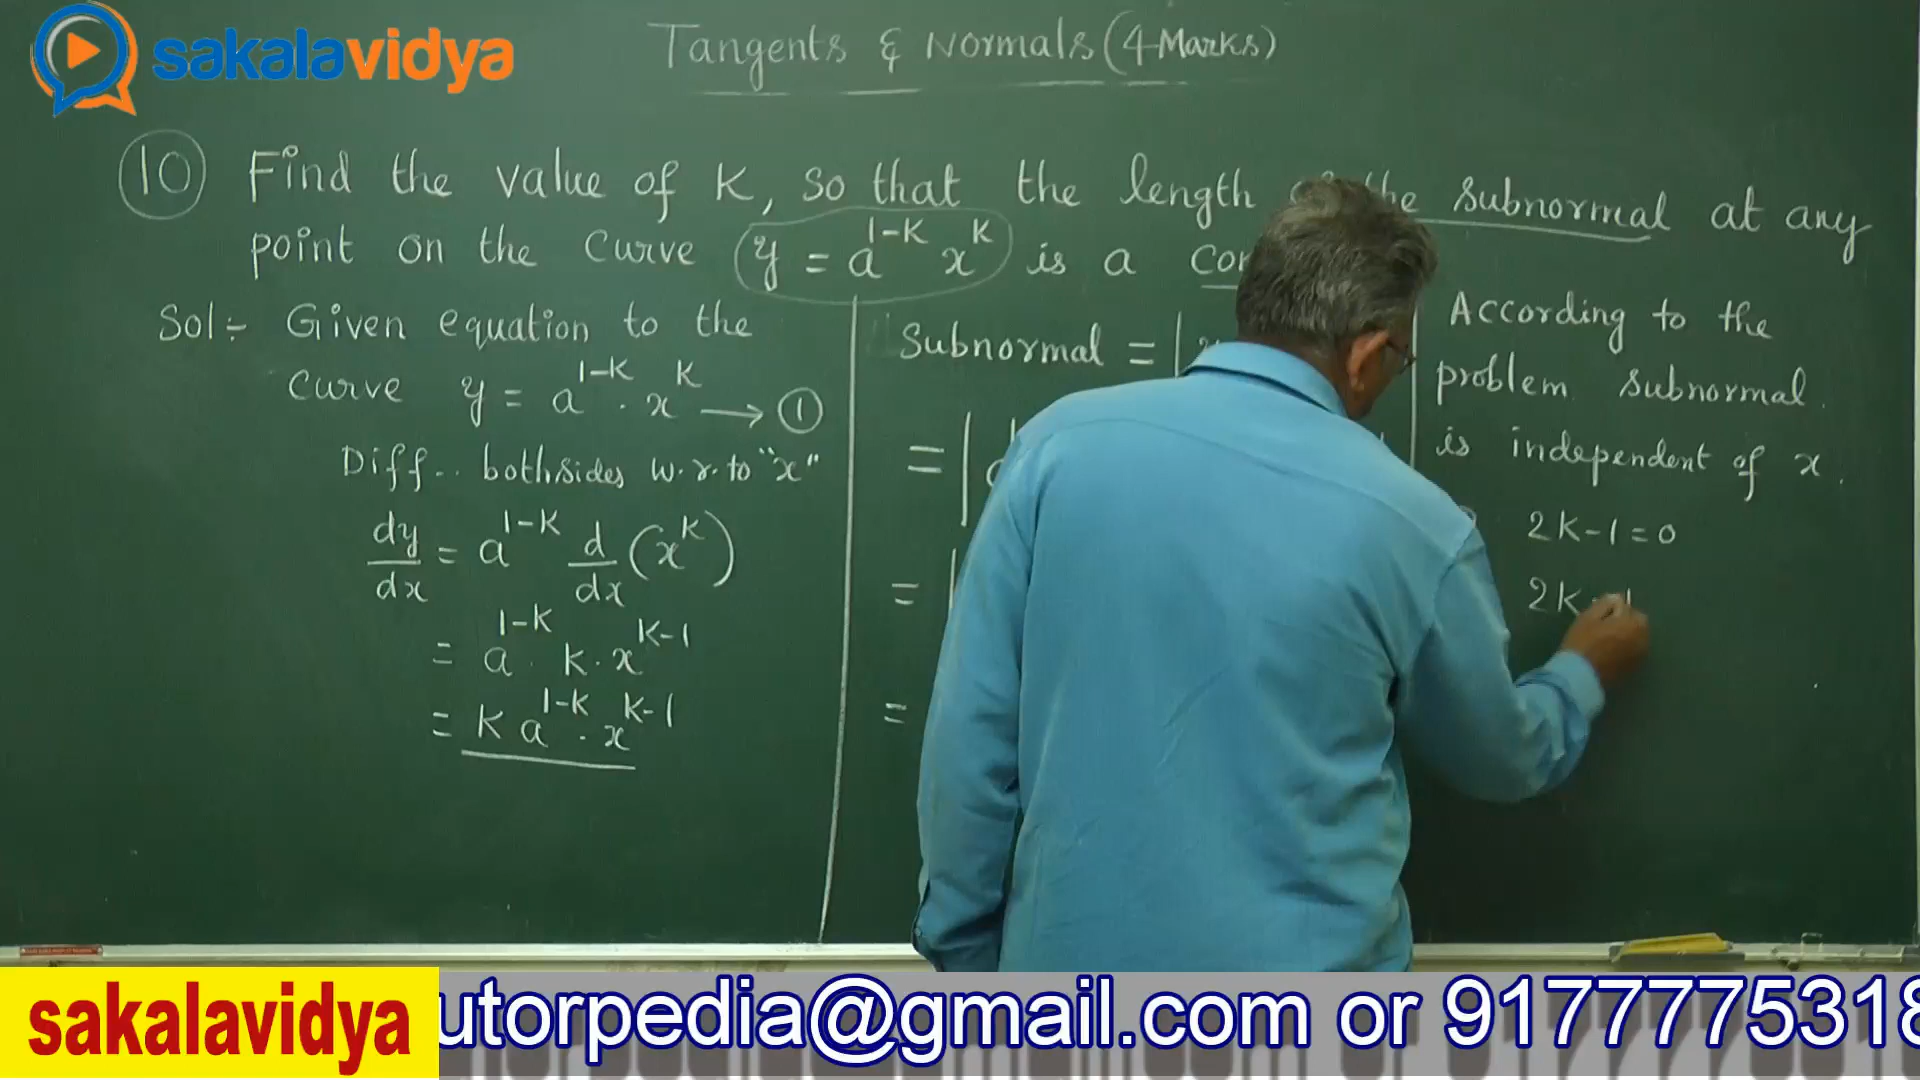 sakalavidya
Tangents & Normals (4 Marks)
10 Find the value of K, so that the length the subnormal at any
point on the curve y = a^{1-K} x^K is a
Sol:- Given equation to the
curve y = a^{1-K} . x^K → 1
Diff.. bothsides w.r.to "x"
dy/dx = a^{1-K} d/dx (x^K)
= a^{1-K} . K . x^{K-1}
= K a^{1-K} . x^{K-1}
Subnormal = |
= |
= |
=
According to the
problem subnormal
is independent of x.
2K-1=0
2K
sakalavidya
utorpedia@gmail.com or 9177775318